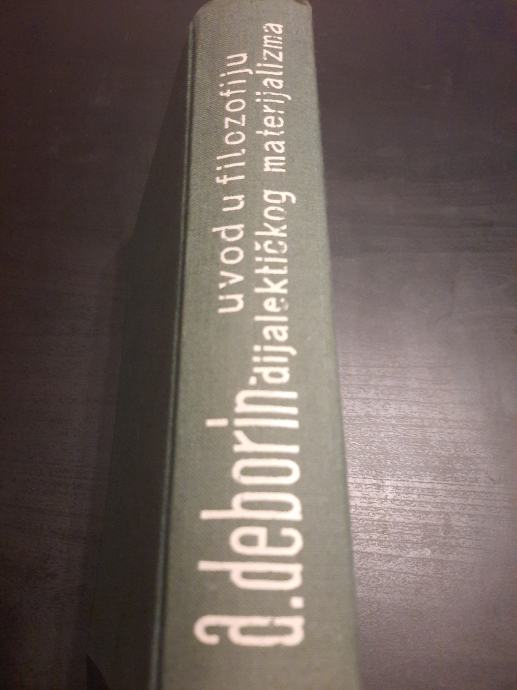 a.deborin
uvod u filozofiju
dijalektičkog materijalizma